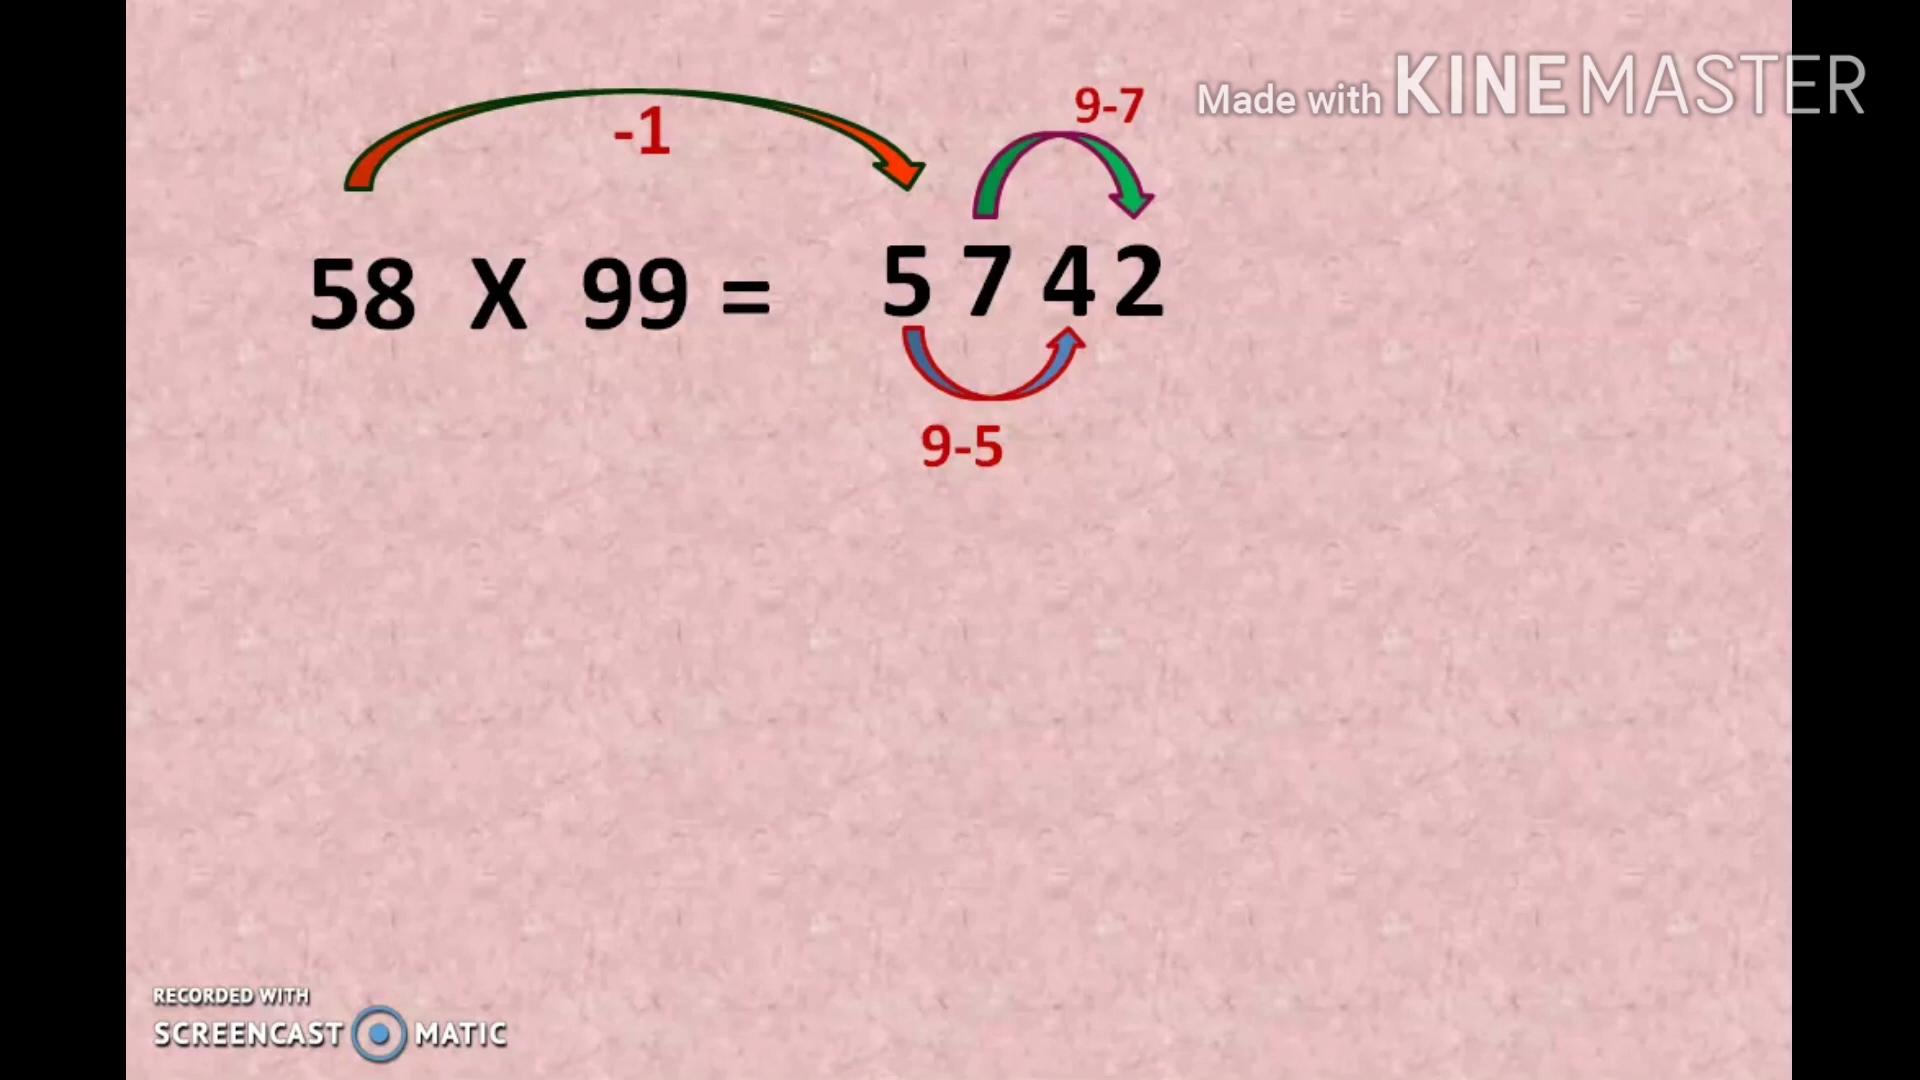 Made with KINEMASTER
-1
9-7
58 X 99 = 5 7 4 2
9-5
RECORDED WITH
SCREENCAST MATIC